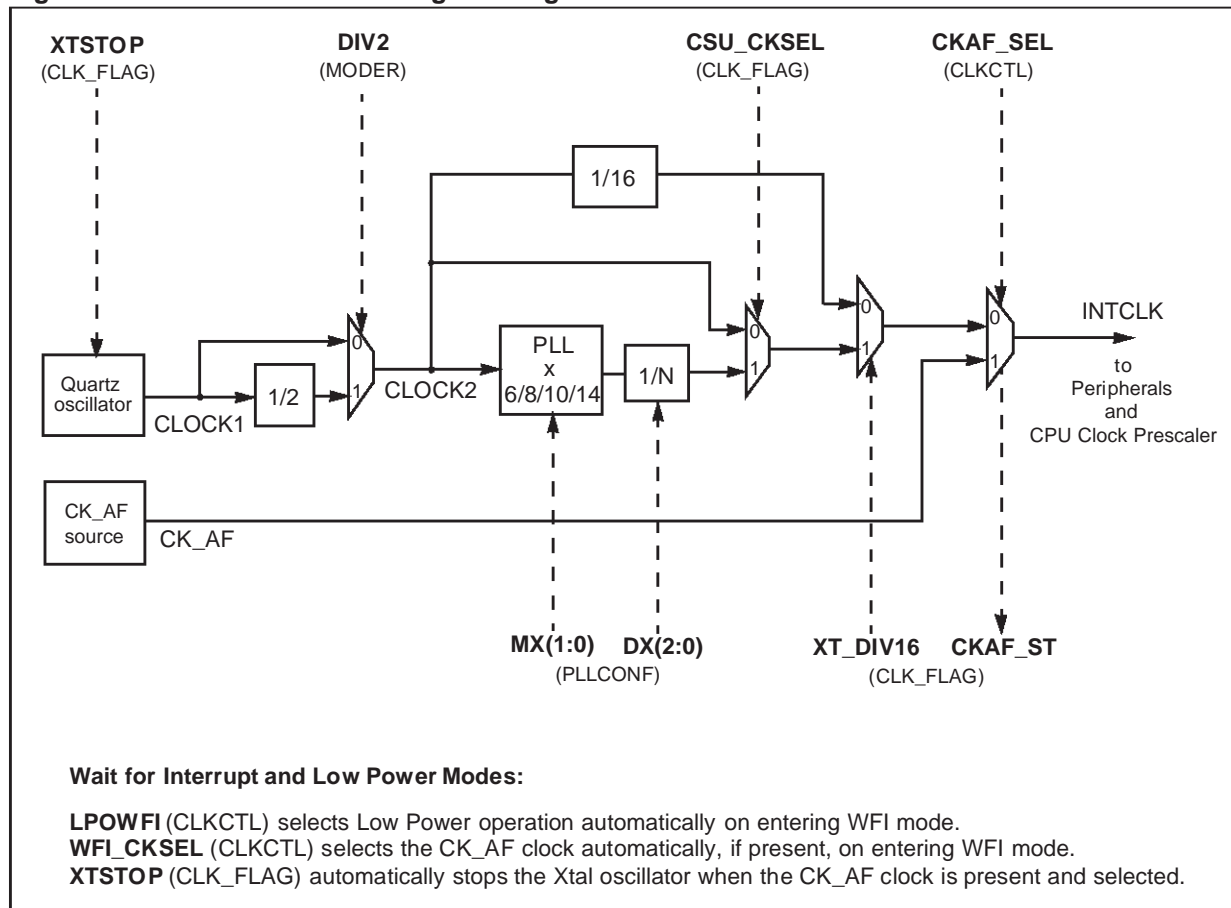 XTSTOP
(CLK_FLAG)
DIV2
(MODER)
CSU_CKSEL
(CLK_FLAG)
CKAF_SEL
(CLKCTL)
1/16
Quartz
oscillator
CLOCK1
1/2
0
1
CLOCK2
PLL
x
6/8/10/14
1/N
0
1
0
1
0
1
INTCLK
to
Peripherals
and
CPU Clock Prescaler
CK_AF
source
CK_AF
MX(1:0)
DX(2:0)
(PLLCONF)
XT_DIV16
CKAF_ST
(CLK_FLAG)
Wait for Interrupt and Low Power Modes:
LPOWFI (CLKCTL) selects Low Power operation automatically on entering WFI mode.
WFI_CKSEL (CLKCTL) selects the CK_AF clock automatically, if present, on entering WFI mode.
XTSTOP (CLK_FLAG) automatically stops the Xtal oscillator when the CK_AF clock is present and selected.